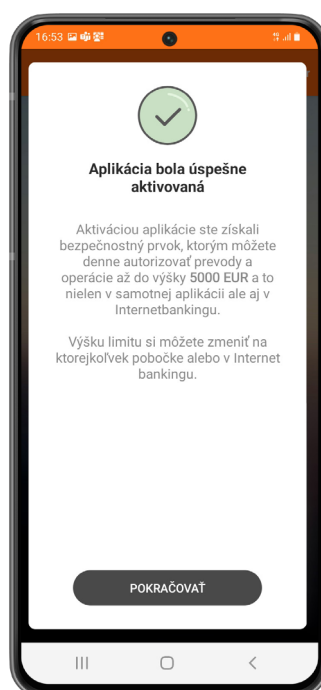 16:53
Aplikácia bola úspešne
aktivovaná
Aktiváciou aplikácie ste získali
bezpečnostný prvok, ktorým môžete
denne autorizovať prevody a
operácie až do výšky 5000 EUR a to
nielen v samotnej aplikácii ale aj v
Internetbankingu.
Výšku limitu si môžete zmeniť na
ktorejkoľvek pobočke alebo v Internet
bankingu.
POKRAČOVAŤ